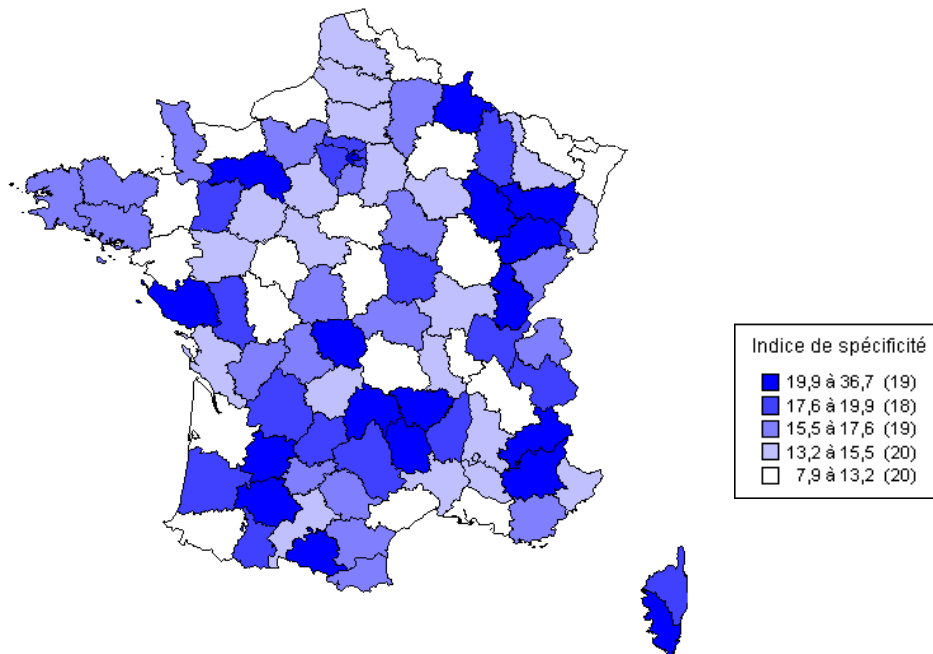 Indice de spécificité
19,9 à 36,7 (19)
17,6 à 19,9 (18)
15,5 à 17,6 (19)
13,2 à 15,5 (20)
7,9 à 13,2 (20)